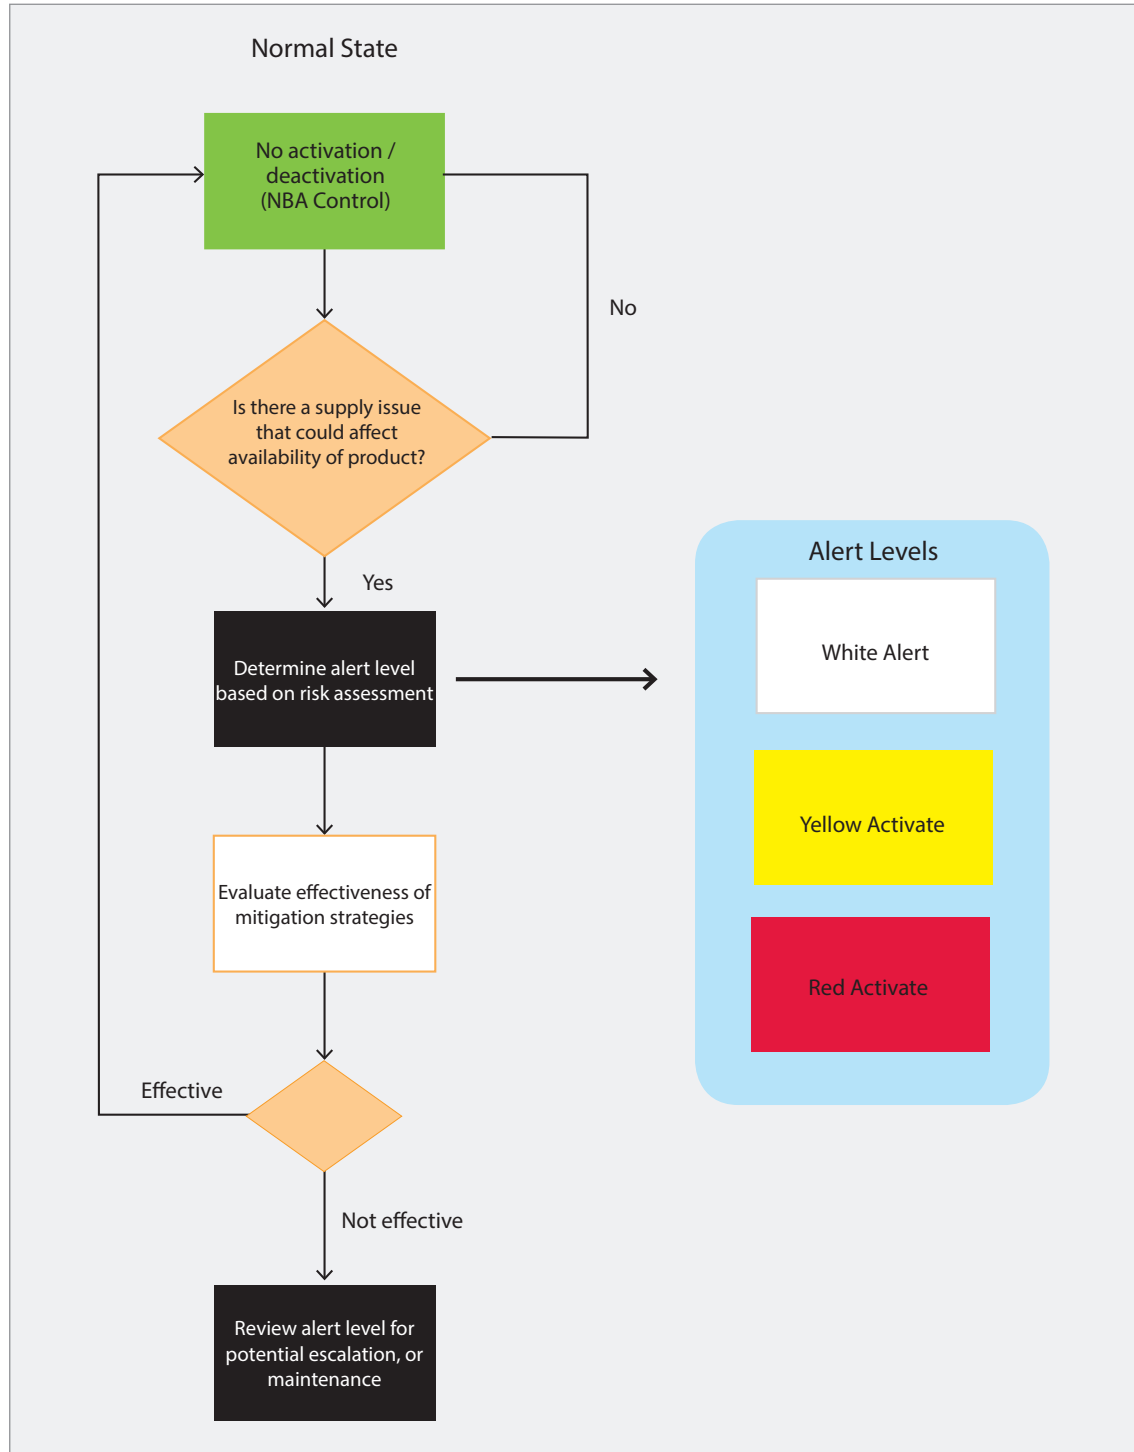 Normal State
No activation /
deactivation
(NBA Control)
No
Is there a supply issue
that could affect
availability of product?
Yes
Determine alert level
based on risk assessment
Alert Levels
White Alert
Yellow Activate
Red Activate
Evaluate effectiveness of
mitigation strategies
Effective
Not effective
Review alert level for
potential escalation, or
maintenance